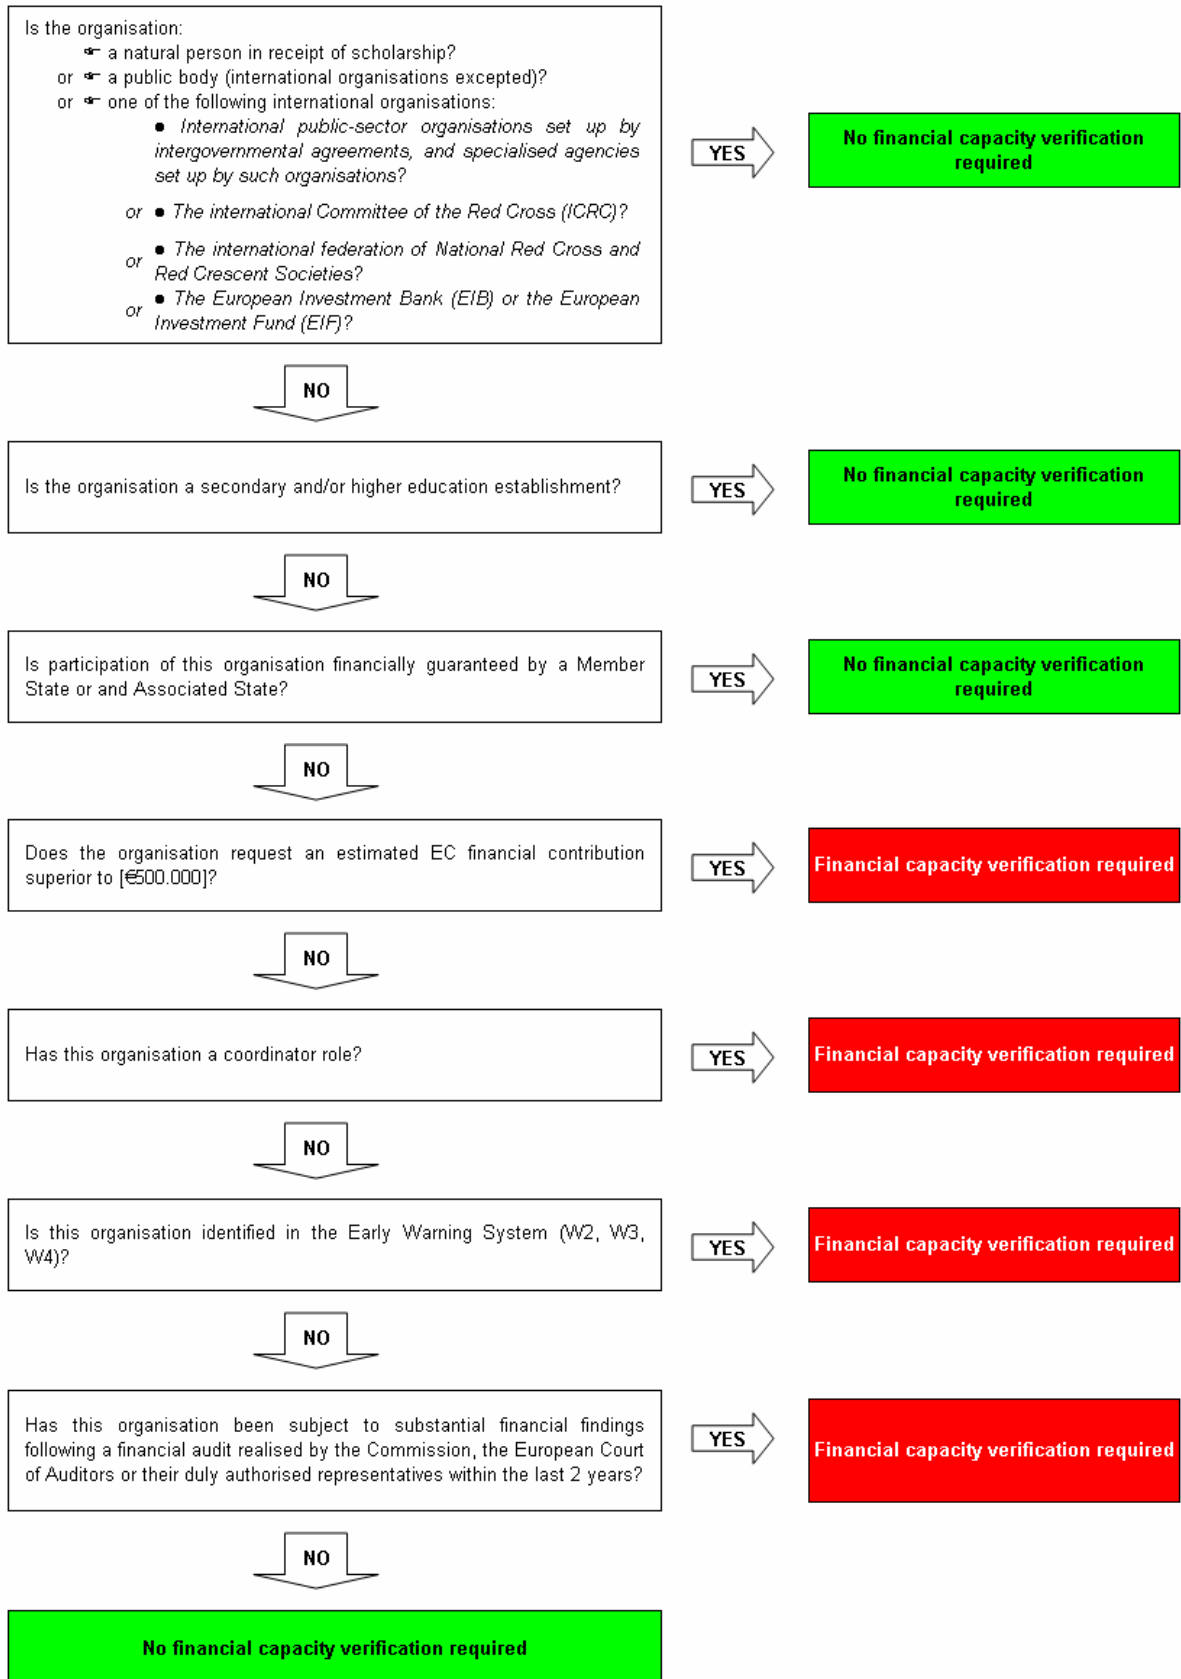 Is the organisation:
☛ a natural person in receipt of scholarship?
or ☛ a public body (international organisations excepted)?
or ☛ one of the following international organisations:
● International public-sector organisations set up by
intergovernmental agreements, and specialised agencies
set up by such organisations?
or ● The international Committee of the Red Cross (ICRC)?
or ● The international federation of National Red Cross and
Red Crescent Societies?
or ● The European Investment Bank (EIB) or the European
Investment Fund (EIF)?
YES
No financial capacity verification
required
NO
Is the organisation a secondary and/or higher education establishment?
YES
No financial capacity verification
required
NO
Is participation of this organisation financially guaranteed by a Member
State or and Associated State?
YES
No financial capacity verification
required
NO
Does the organisation request an estimated EC financial contribution
superior to [€500.000]?
YES
Financial capacity verification required
NO
Has this organisation a coordinator role?
YES
Financial capacity verification required
NO
Is this organisation identified in the Early Warning System (W2, W3,
W4)?
YES
Financial capacity verification required
NO
Has this organisation been subject to substantial financial findings
following a financial audit realised by the Commission, the European Court
of Auditors or their duly authorised representatives within the last 2 years?
YES
Financial capacity verification required
NO
No financial capacity verification required